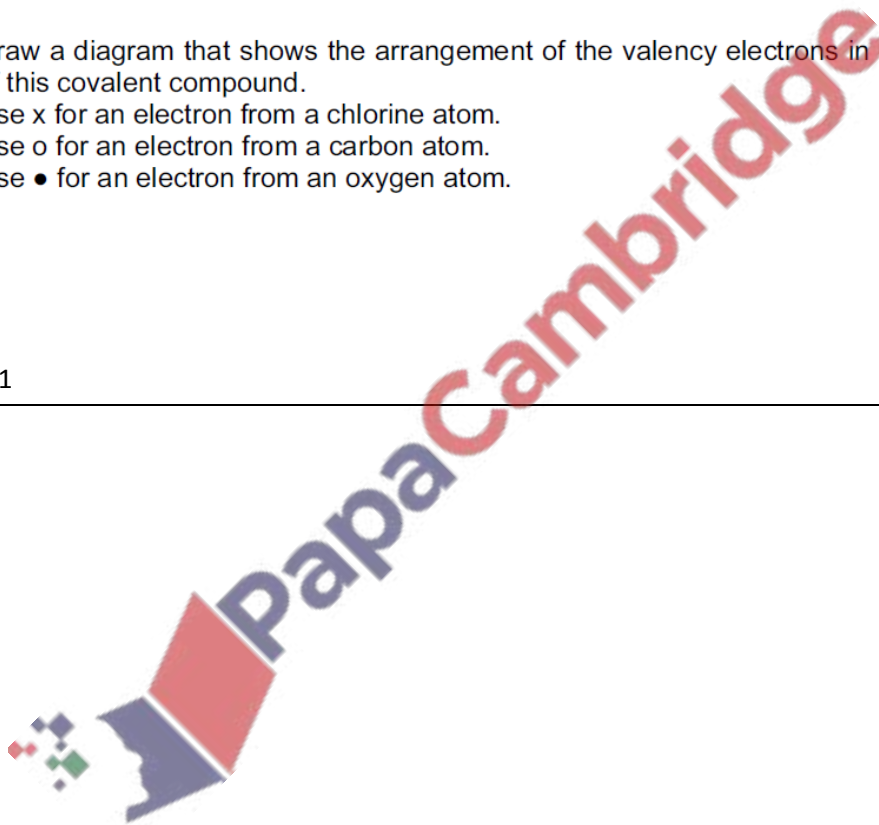 raw a diagram that shows the arrangement of the valency electrons in
this covalent compound.
se x for an electron from a chlorine atom.
se o for an electron from a carbon atom.
se ● for an electron from an oxygen atom.
1
PapaCambridge